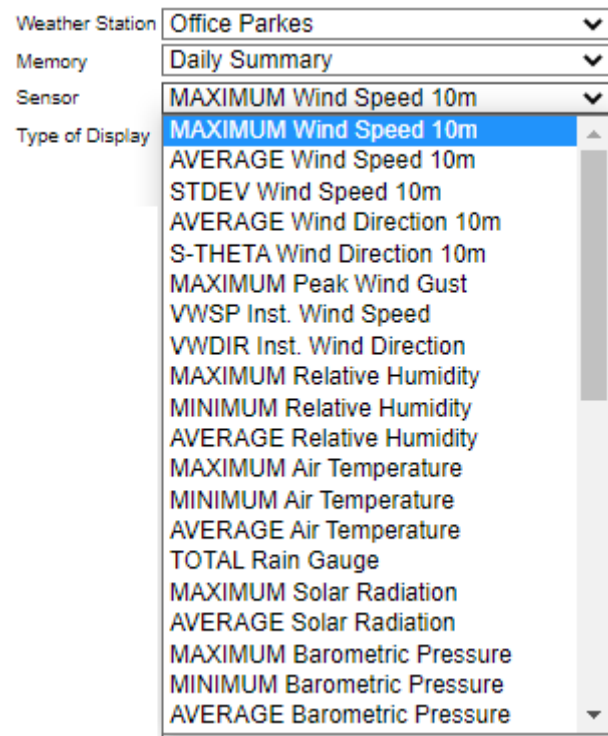 Weather Station Office Parkes
Memory Daily Summary
Sensor MAXIMUM Wind Speed 10m
Type of Display MAXIMUM Wind Speed 10m
AVERAGE Wind Speed 10m
STDEV Wind Speed 10m
AVERAGE Wind Direction 10m
S-THETA Wind Direction 10m
MAXIMUM Peak Wind Gust
VWSP Inst. Wind Speed
VWDIR Inst. Wind Direction
MAXIMUM Relative Humidity
MINIMUM Relative Humidity
AVERAGE Relative Humidity
MAXIMUM Air Temperature
MINIMUM Air Temperature
AVERAGE Air Temperature
TOTAL Rain Gauge
MAXIMUM Solar Radiation
AVERAGE Solar Radiation
MAXIMUM Barometric Pressure
MINIMUM Barometric Pressure
AVERAGE Barometric Pressure